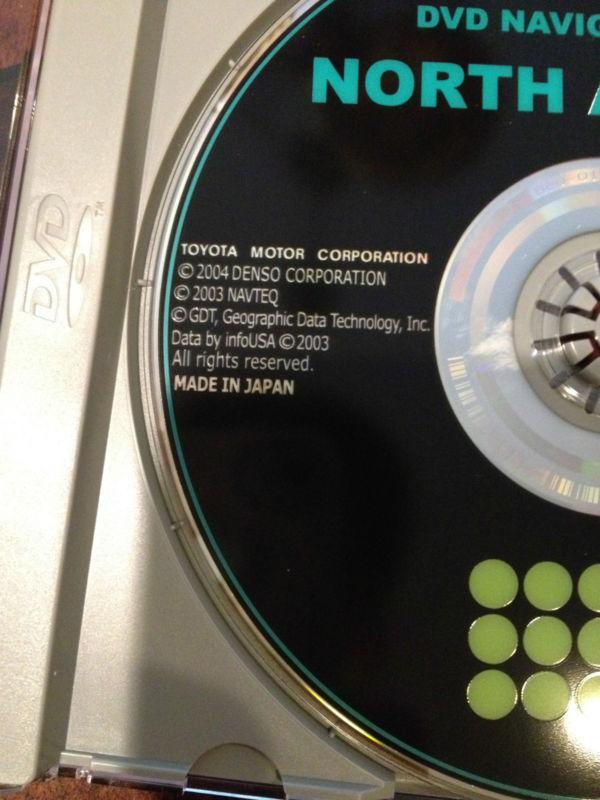 DVD
TM
DVD NAVIG
NORTH
TOYOTA MOTOR CORPORATION
© 2004 DENSO CORPORATION
© 2003 NAVTEQ
© GDT, Geographic Data Technology, Inc.
Data by infoUSA © 2003
All rights reserved.
MADE IN JAPAN